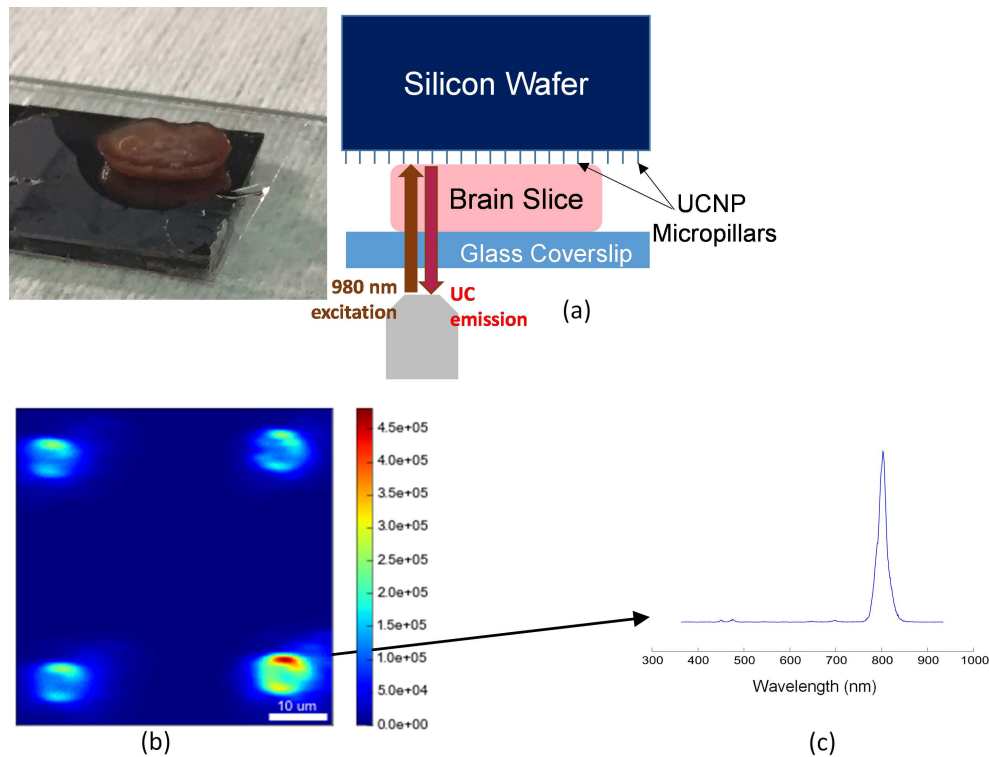 Silicon Wafer
Brain Slice
UCNP
Micropillars
Glass Coverslip
980 nm
excitation
UC
emission
(a)
4.5e+05
4.0e+05
3.5e+05
3.0e+05
2.5e+05
2.0e+05
1.5e+05
1.0e+05
5.0e+04
0.0e+00
10 um
(b)
300 400 500 600 700 800 900 1000
Wavelength (nm)
(c)